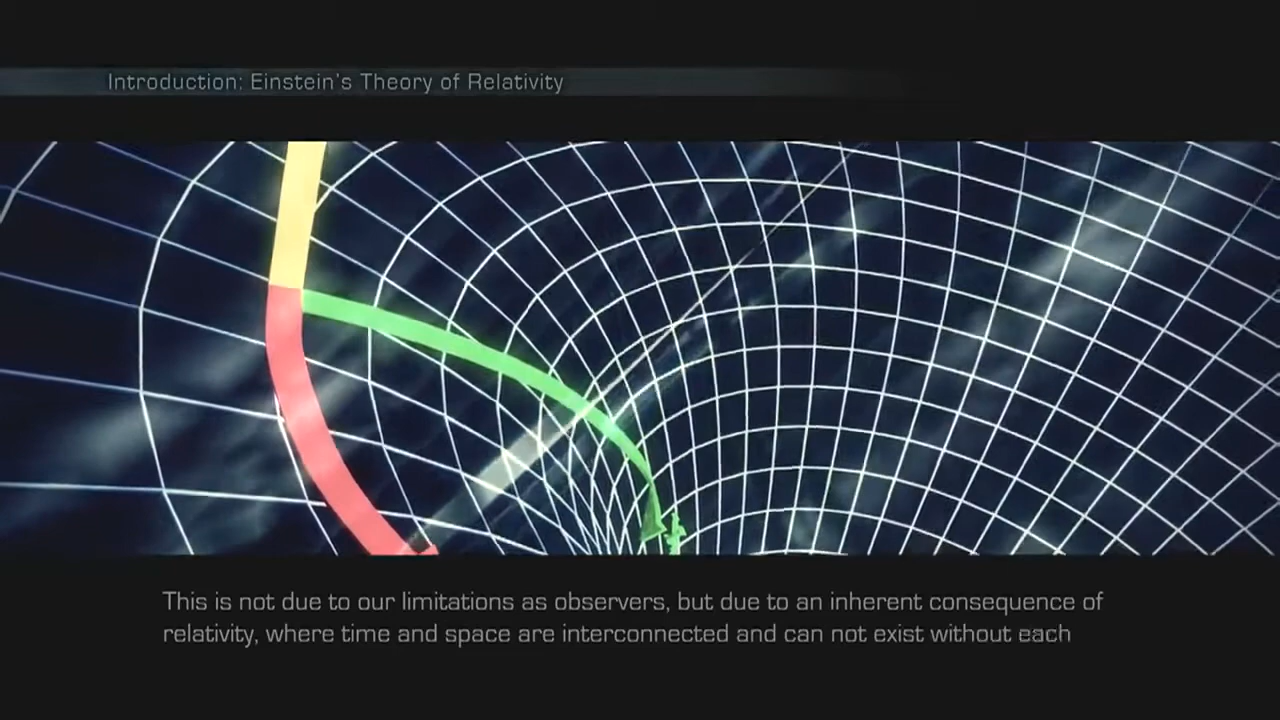 Introduction: Einstein's Theory of Relativity
This is not due to our limitations as observers, but due to an inherent consequence of
relativity, where time and space are interconnected and can not exist without each